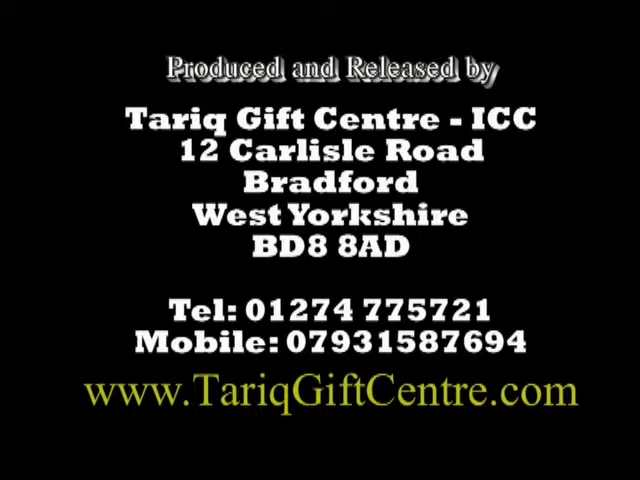 Produced and Released by
Tariq Gift Centre - ICC
12 Carlisle Road
Bradford
West Yorkshire
BD8 8AD
Tel: 01274 775721
Mobile: 07931587694
www.TariqGiftCentre.com